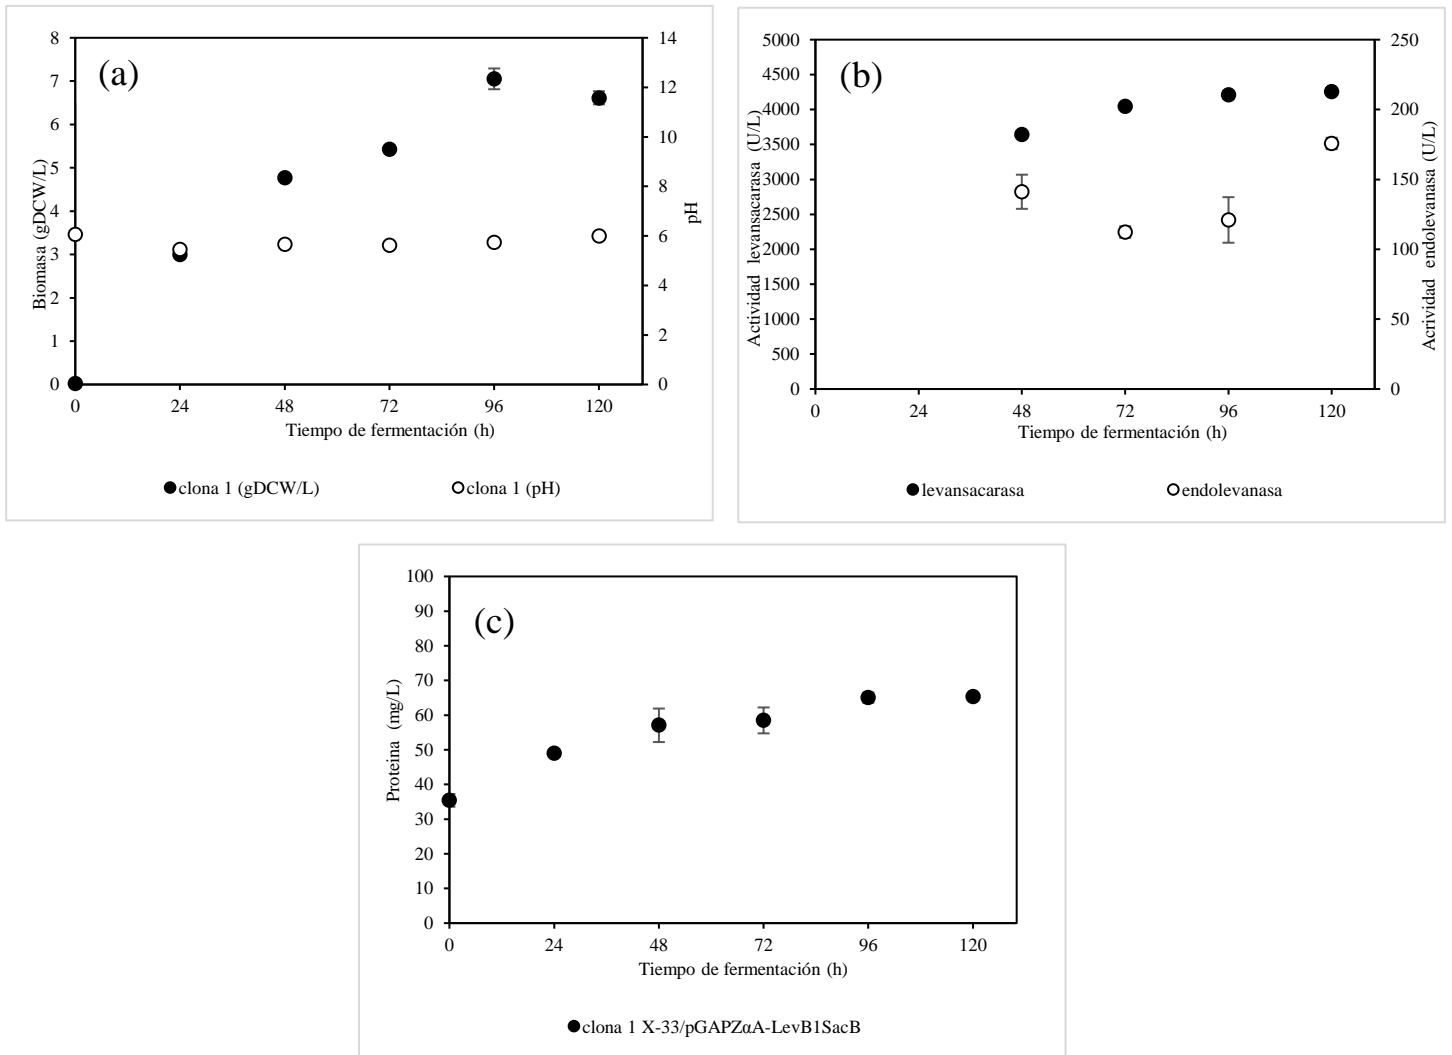 (a)
8
7
6
5
4
3
2
1
0
14
12
10
8
6
4
2
0
Biomasa (gDCW/L)
pH
0 24 48 72 96 120
Tiempo de fermentación (h)
clona 1 (gDCW/L) clona 1 (pH)
(b)
5000
4500
4000
3500
3000
2500
2000
1500
1000
500
0
250
200
150
100
50
0
Actividad levansacarasa (U/L)
Acrividad endolevanasa (U/L)
0 24 48 72 96 120
Tiempo de fermentación (h)
levansacarasa endolevanasa
(c)
100
90
80
70
60
50
40
30
20
10
0
Proteina (mg/L)
0 24 48 72 96 120
Tiempo de fermentación (h)
clona 1 X-33/pGAPZαA-LevB1SacB